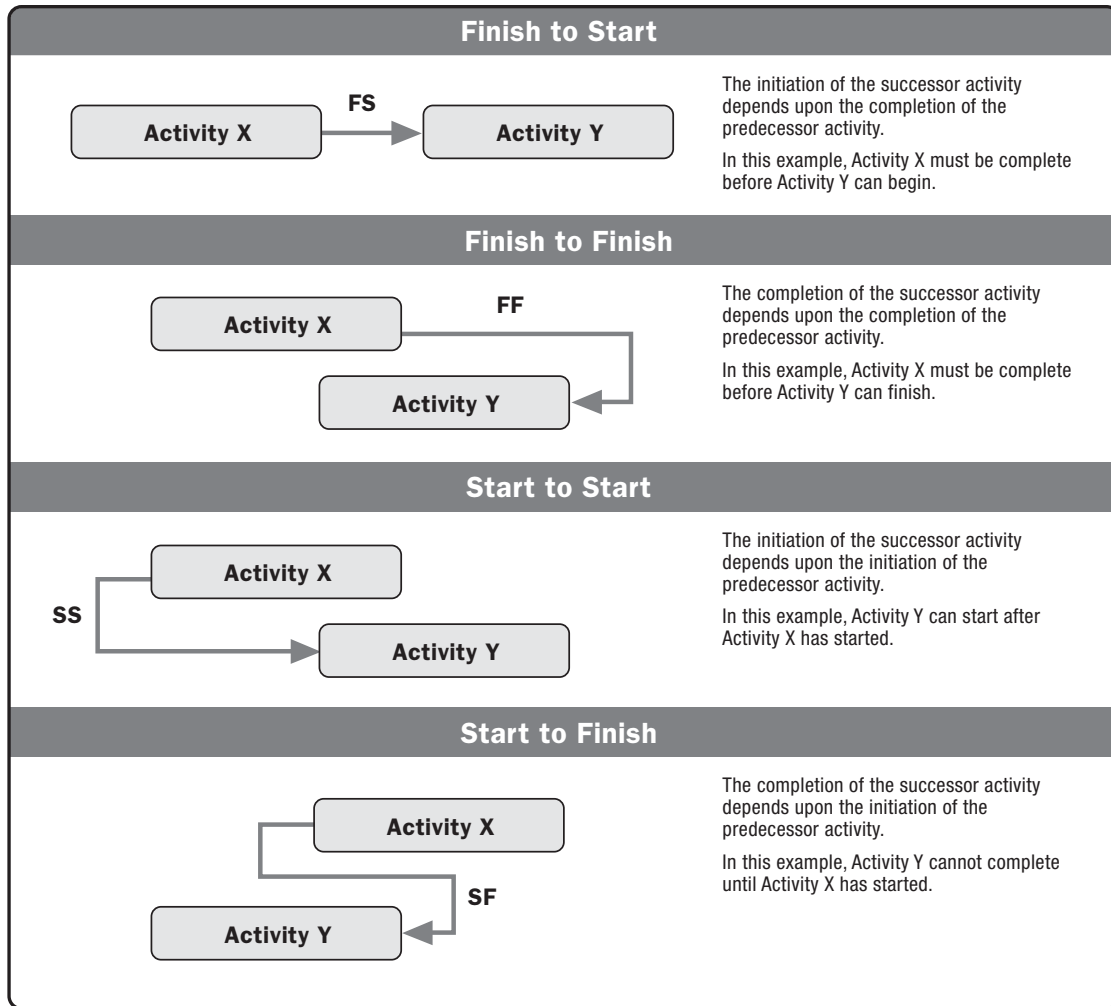 Finish to Start
FS
Activity X
Activity Y
The initiation of the successor activity
depends upon the completion of the
predecessor activity.
In this example, Activity X must be complete
before Activity Y can begin.
Finish to Finish
FF
Activity X
Activity Y
The completion of the successor activity
depends upon the completion of the
predecessor activity.
In this example, Activity X must be complete
before Activity Y can finish.
Start to Start
Activity X
SS
Activity Y
The initiation of the successor activity
depends upon the initiation of the
predecessor activity.
In this example, Activity Y can start after
Activity X has started.
Start to Finish
Activity X
SF
Activity Y
The completion of the successor activity
depends upon the initiation of the
predecessor activity.
In this example, Activity Y cannot complete
until Activity X has started.